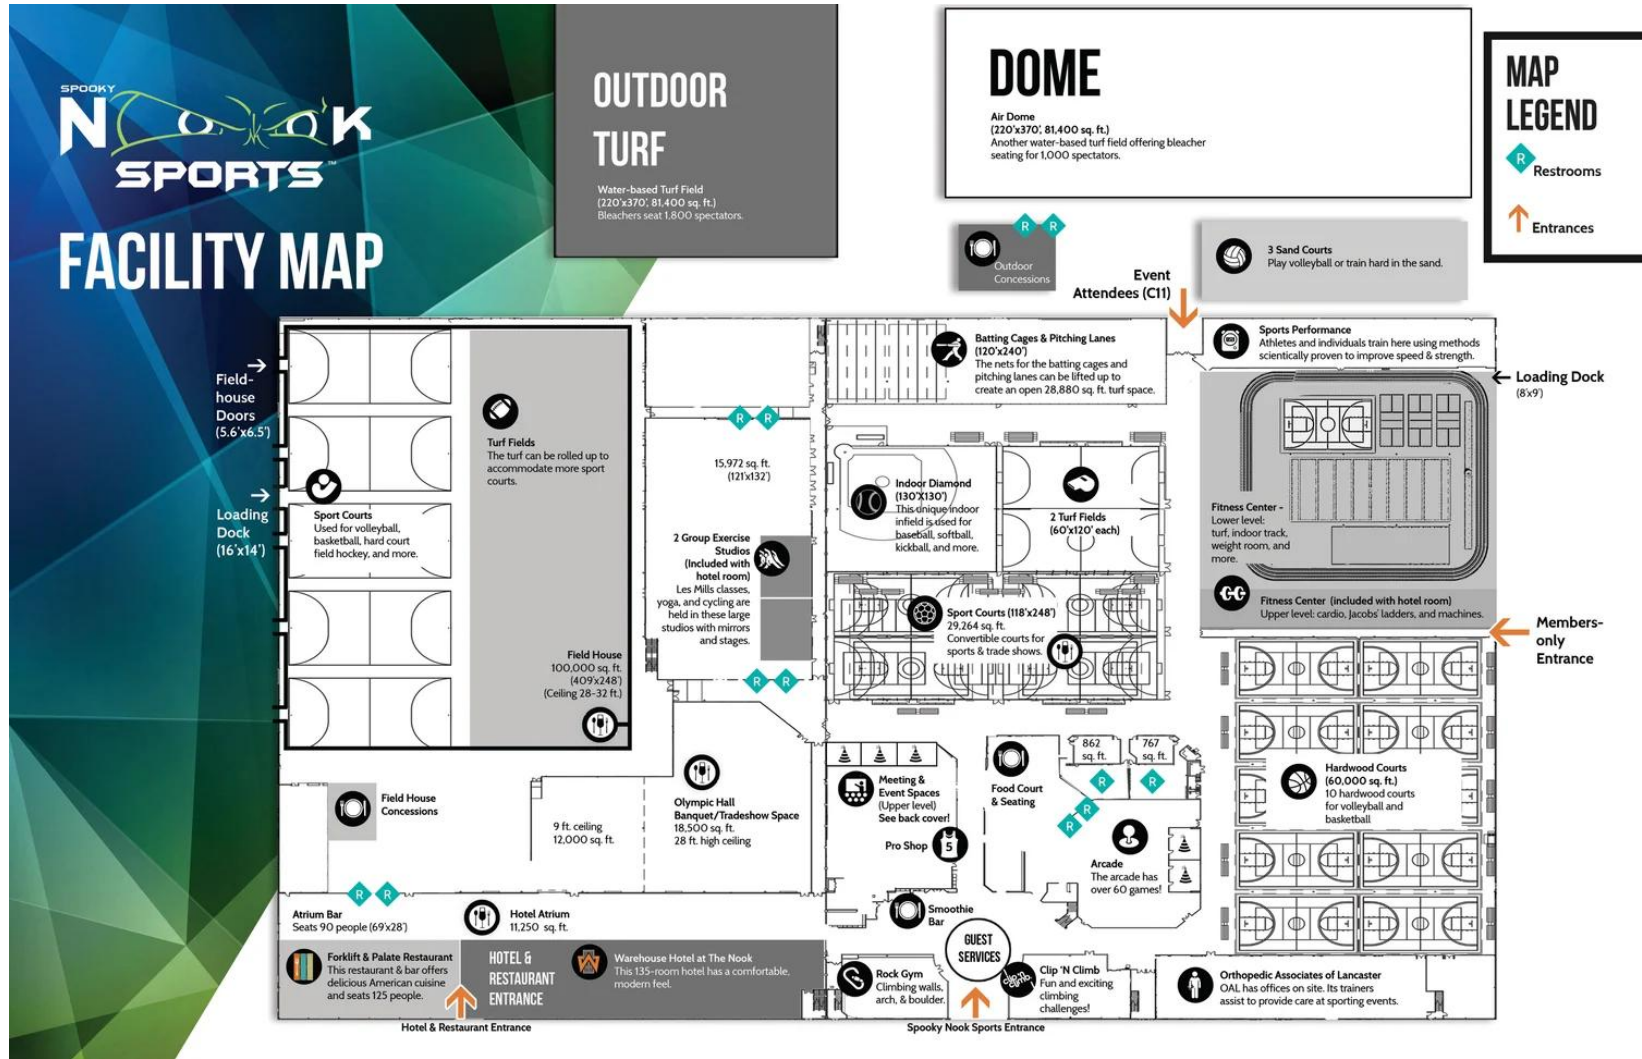 SPOOKY
NOOK
SPORTS™
FACILITY MAP
OUTDOOR
TURF
Water-based Turf Field
(220'x370', 81,400 sq. ft.)
Bleachers seat 1,800 spectators.
DOME
Air Dome
(220'x370', 81,400 sq. ft.)
Another water-based turf field offering bleacher
seating for 1,000 spectators.
MAP
LEGEND
R
Restrooms
Entrances
R R
Outdoor
Concessions
Event
Attendees (C11)
3 Sand Courts
Play volleyball or train hard in the sand.
Field-
house
Doors
(5.6'x6.5')
Loading
Dock
(16'x14')
Turf Fields
The turf can be rolled up to
accommodate more sport
courts.
Sport Courts
Used for volleyball,
basketball, hard court
field hockey, and more.
Field House
100,000 sq. ft.
(409'x248')
(Ceiling 28-32 ft.)
R R
15,972 sq. ft.
(121'x132')
2 Group Exercise
Studios
(Included with
hotel room)
Les Mills classes,
yoga, and cycling are
held in these large
studios with mirrors
and stages.
R R
Batting Cages & Pitching Lanes
(120'x240')
The nets for the batting cages and
pitching lanes can be lifted up to
create an open 28,880 sq. ft. turf space.
Indoor Diamond
(130'X130')
This unique indoor
infield is used for
baseball, softball,
kickball, and more.
2 Turf Fields
(60'x120' each)
Sport Courts (118'x248')
29,264 sq. ft.
Convertible courts for
sports & trade shows.
Sports Performance
Athletes and individuals train here using methods
scientifically proven to improve speed & strength.
Loading Dock
(8'x9')
Fitness Center -
Lower level:
turf, indoor track,
weight room, and
more.
Fitness Center (included with hotel room)
Upper level: cardio, Jacobs' ladders, and machines.
Members-
only
Entrance
Hardwood Courts
(60,000 sq. ft.)
10 hardwood courts
for volleyball and
basketball
Field House
Concessions
9 ft. ceiling
12,000 sq. ft.
Olympic Hall
Banquet/Tradeshow Space
18,500 sq. ft.
28 ft. high ceiling
Meeting &
Event Spaces
(Upper level)
See back cover!
Pro Shop
5
Food Court
& Seating
862
sq. ft.
767
sq. ft.
R R
R
R
Arcade
The arcade has
over 60 games!
Smoothie
Bar
R R
Atrium Bar
Seats 90 people (69'x28')
Hotel Atrium
11,250 sq. ft.
Forklift & Palate Restaurant
This restaurant & bar offers
delicious American cuisine
and seats 125 people.
HOTEL &
RESTAURANT
ENTRANCE
Warehouse Hotel at The Nook
This 135-room hotel has a comfortable,
modern feel.
Rock Gym
Climbing walls,
arch, & boulder.
GUEST
SERVICES
clip 'n
climb
Clip 'N Climb
Fun and exciting
climbing
challenges!
Orthopedic Associates of Lancaster
OAL has offices on site. Its trainers
assist to provide care at sporting events.
Hotel & Restaurant Entrance
Spooky Nook Sports Entrance